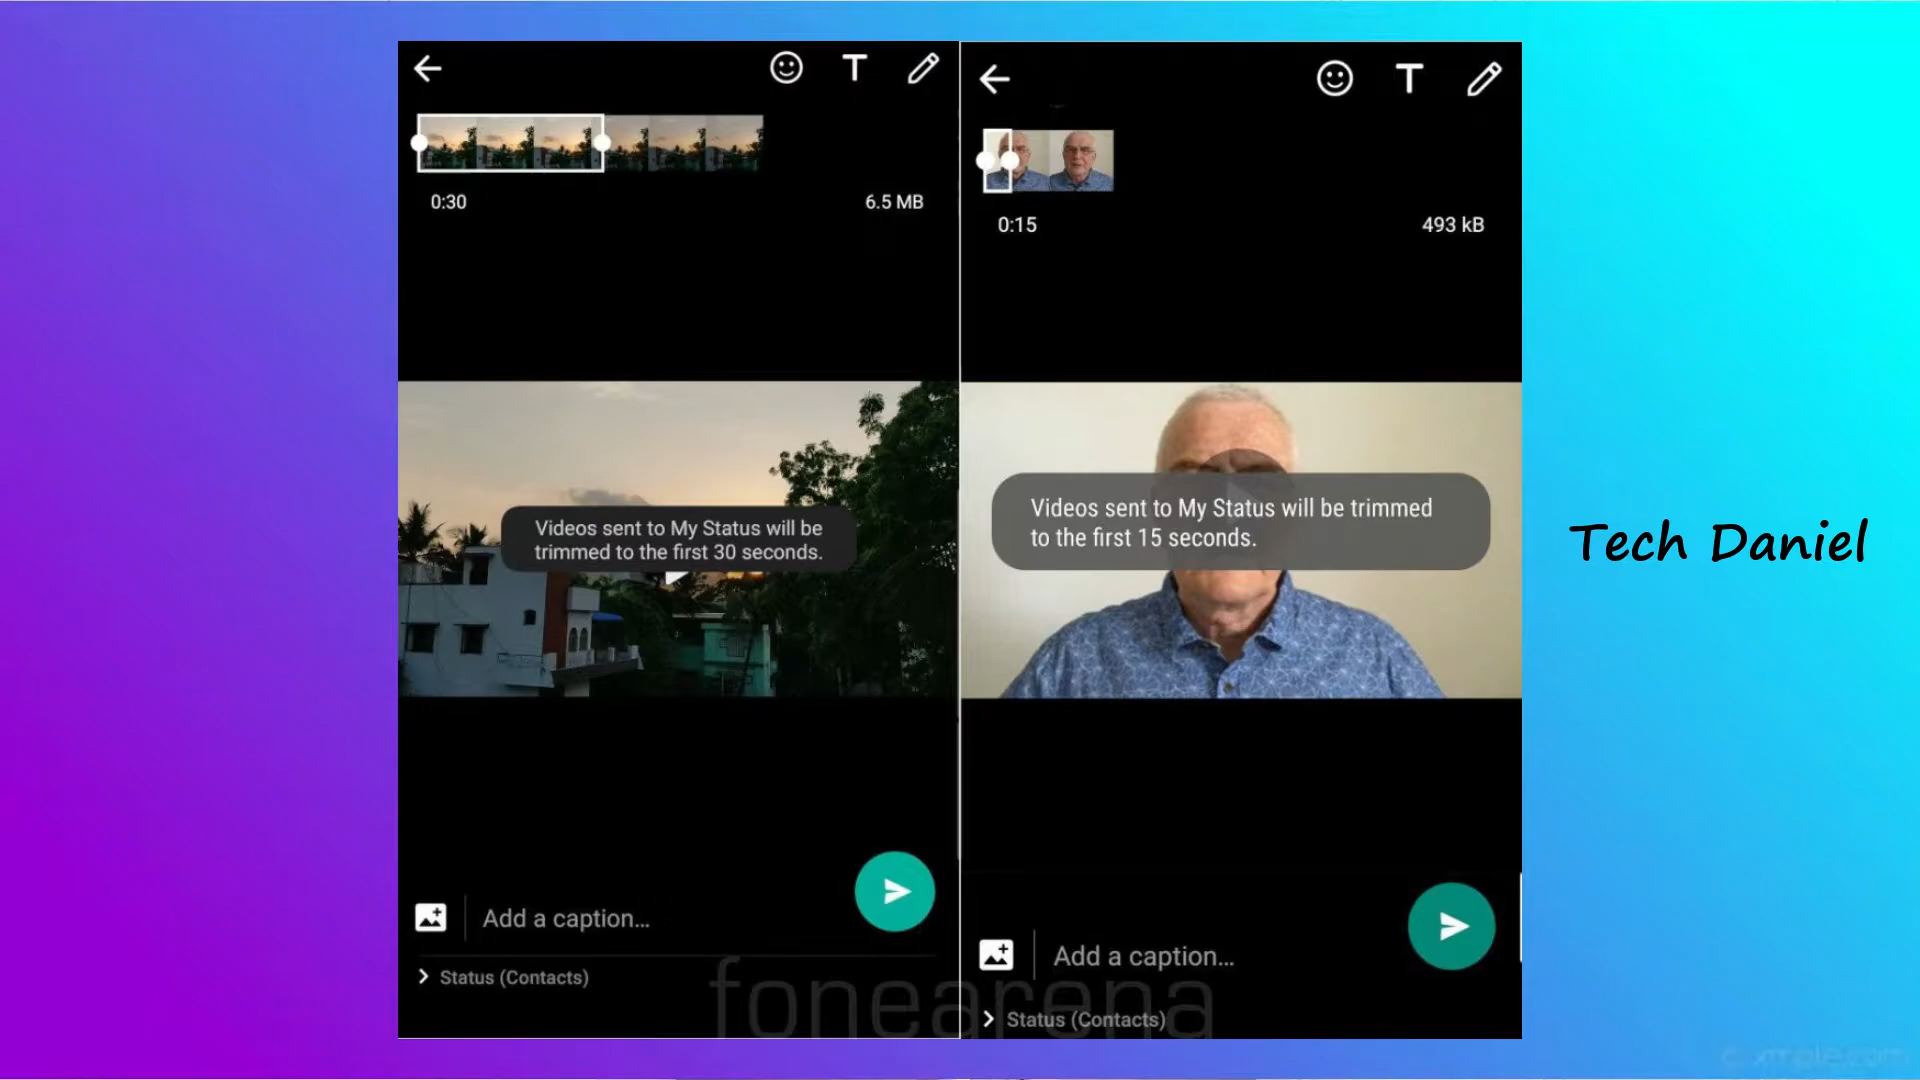 T
0:30
6.5 MB
Videos sent to My Status will be
trimmed to the first 30 seconds.
Add a caption...
Status (Contacts)
T
0:15
493 kB
Videos sent to My Status will be trimmed
to the first 15 seconds.
Add a caption...
Status (Contacts)
fonearena
Tech Daniel